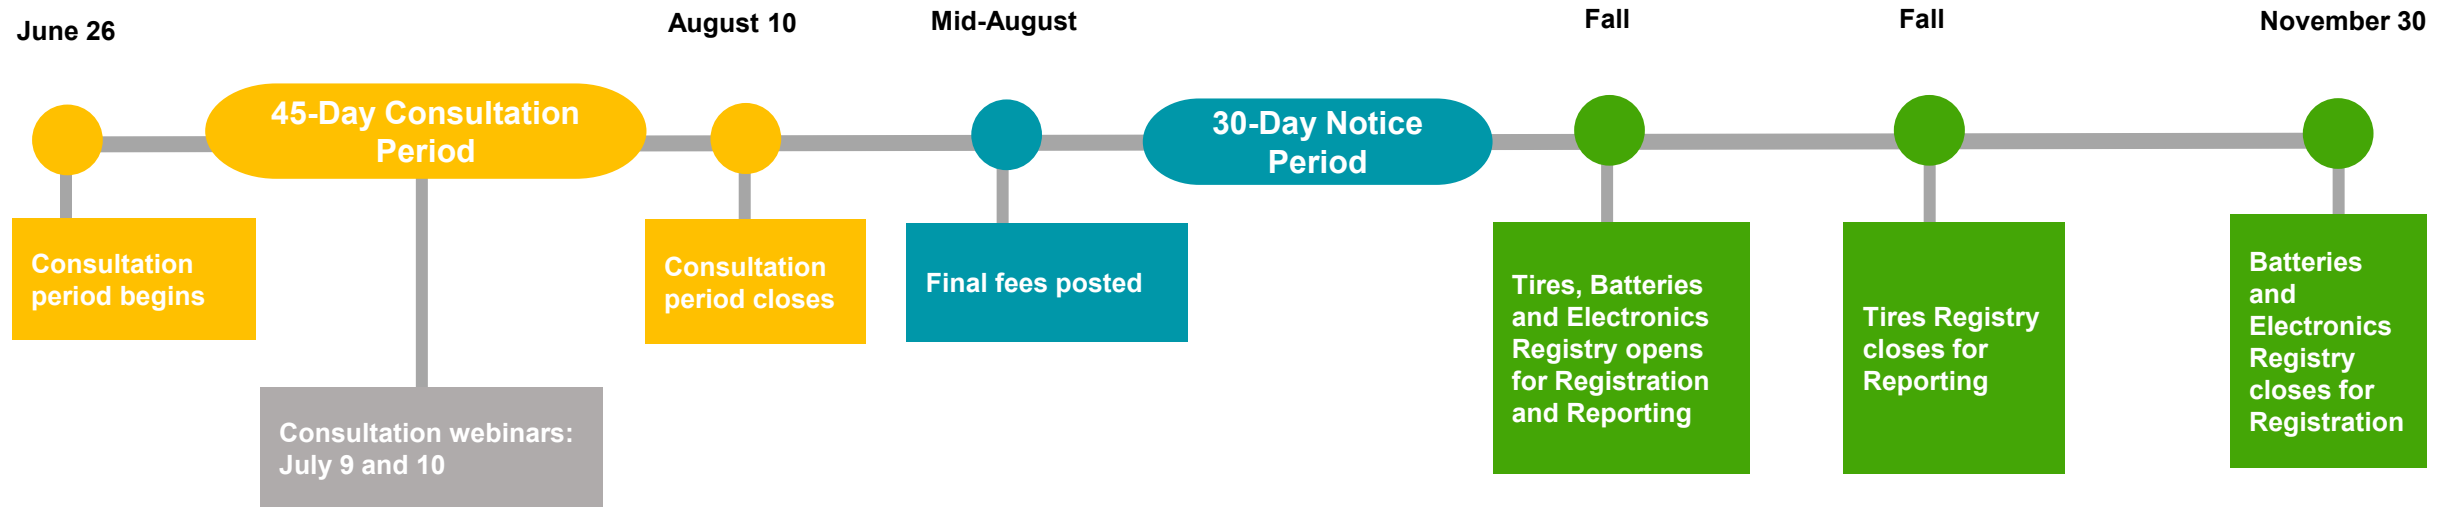 June 26
August 10
Mid-August
Fall
Fall
November 30
45-Day Consultation
Period
30-Day Notice
Period
Consultation
period begins
Consultation webinars:
July 9 and 10
Consultation
period closes
Final fees posted
Tires, Batteries
and Electronics
Registry opens
for Registration
and Reporting
Tires Registry
closes for
Reporting
Batteries
and
Electronics
Registry
closes for
Registration